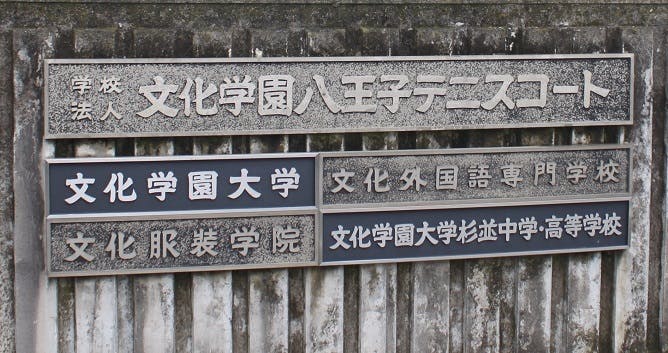 学校法人 文化学園八王子テニスコート
文化学園大学
文化外国語専門学校
文化服装学院
文化学園大学杉並中学・高等学校